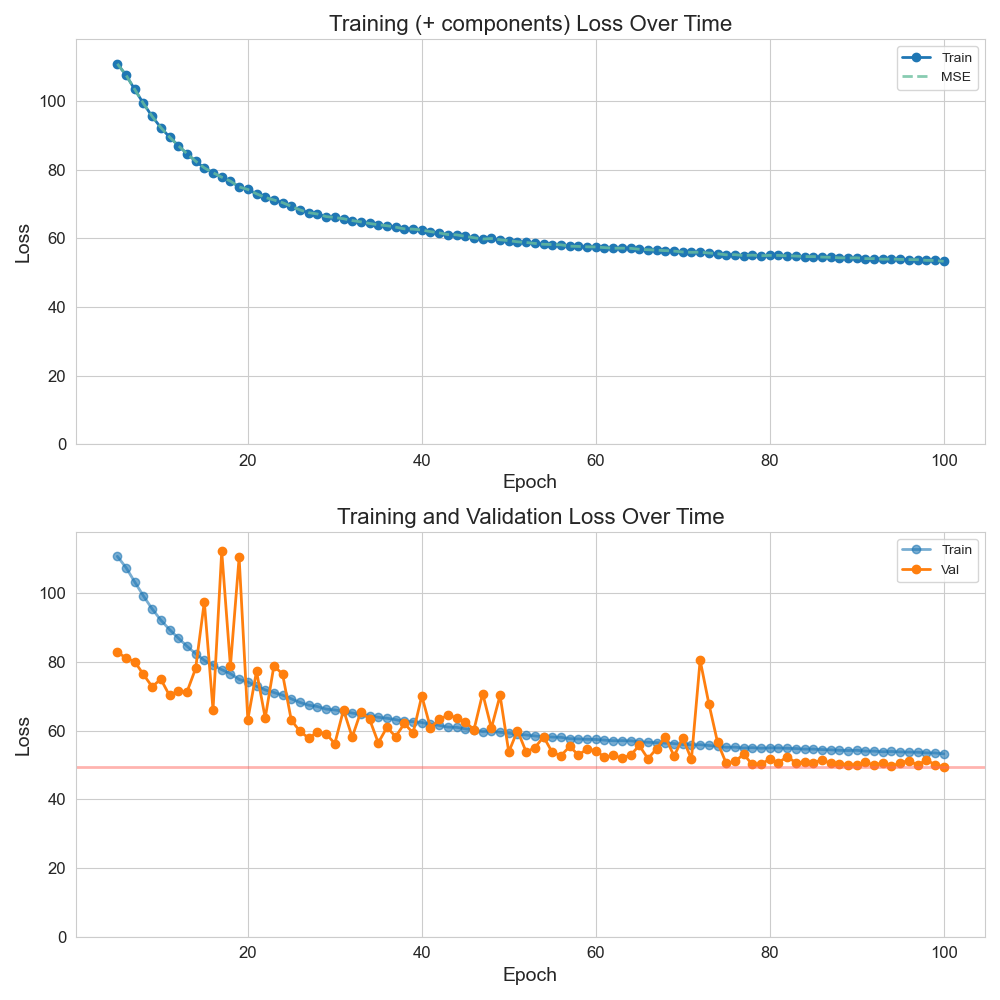 Training (+ components) Loss Over Time
Train
MSE
Loss
100
80
60
40
20
0
20 40 60 80 100
Epoch
Training and Validation Loss Over Time
Train
Val
Loss
100
80
60
40
20
0
20 40 60 80 100
Epoch